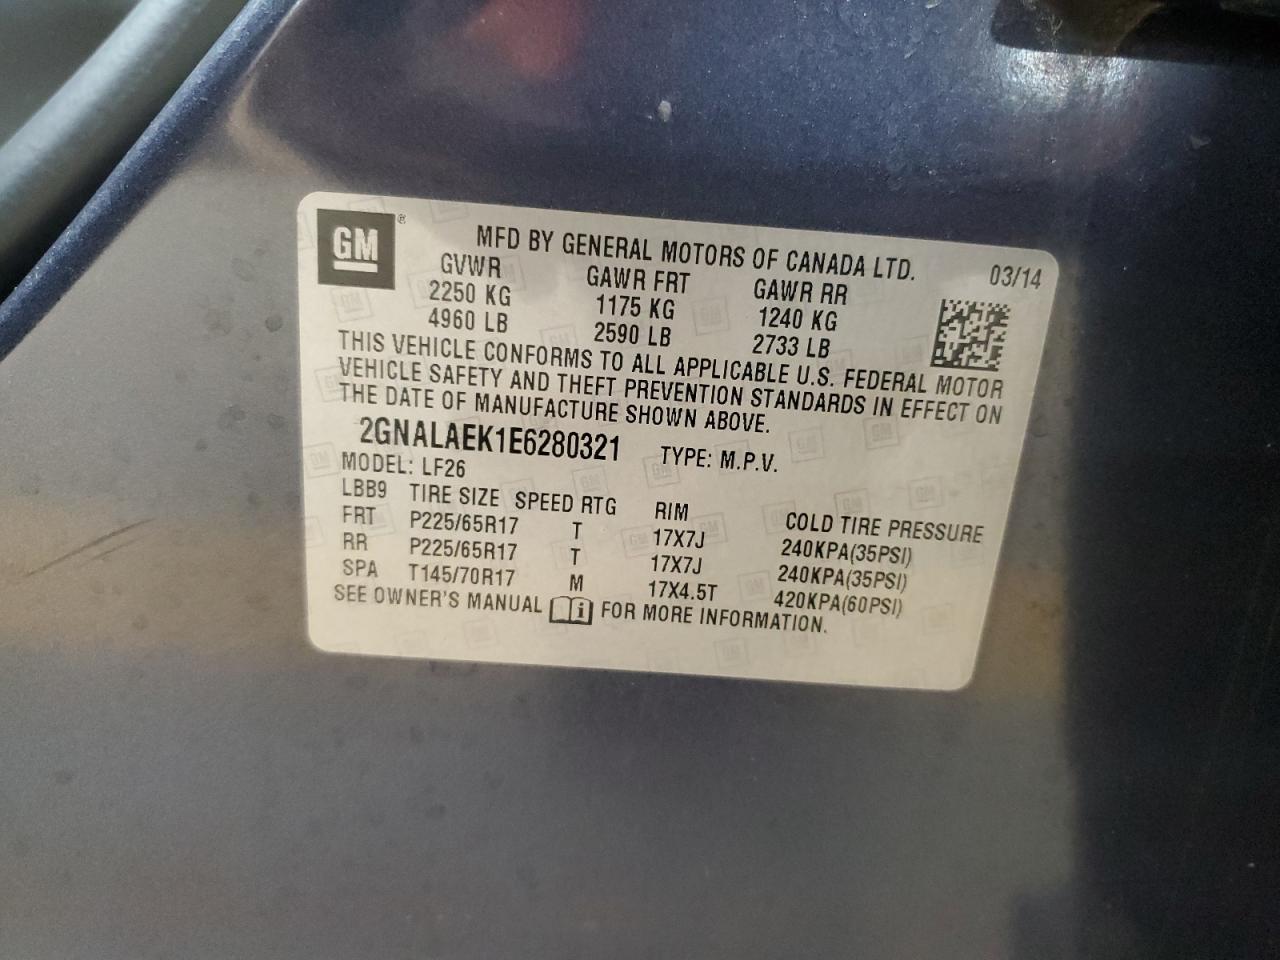 GM ®
MFD BY GENERAL MOTORS OF CANADA LTD. 03/14
GVWR GAWR FRT GAWR RR
2250 KG 1175 KG 1240 KG
4960 LB 2590 LB 2733 LB
THIS VEHICLE CONFORMS TO ALL APPLICABLE U.S. FEDERAL MOTOR
VEHICLE SAFETY AND THEFT PREVENTION STANDARDS IN EFFECT ON
THE DATE OF MANUFACTURE SHOWN ABOVE.
2GNALAEK1E6280321 TYPE: M.P.V.
MODEL: LF26
LBB9 TIRE SIZE SPEED RTG RIM COLD TIRE PRESSURE
FRT P225/65R17 T 17X7J 240KPA(35PSI)
RR P225/65R17 T 17X7J 240KPA(35PSI)
SPA T145/70R17 M 17X4.5T 420KPA(60PSI)
SEE OWNER'S MANUAL i FOR MORE INFORMATION.